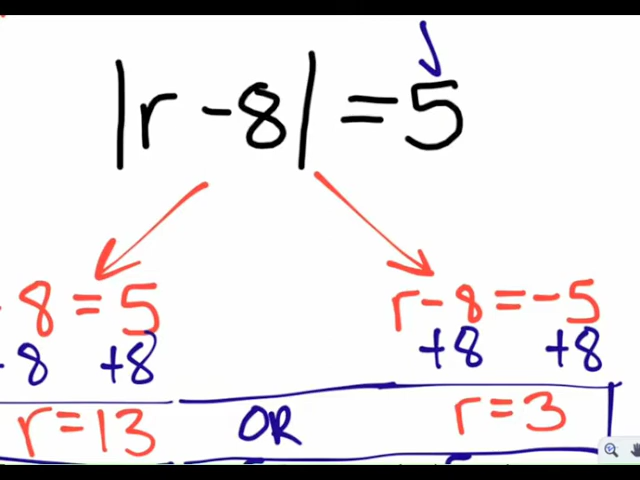 |r - 8| = 5
- 8 = 5 r - 8 = -5
+8 +8 +8 +8
r = 13 OR r = 3